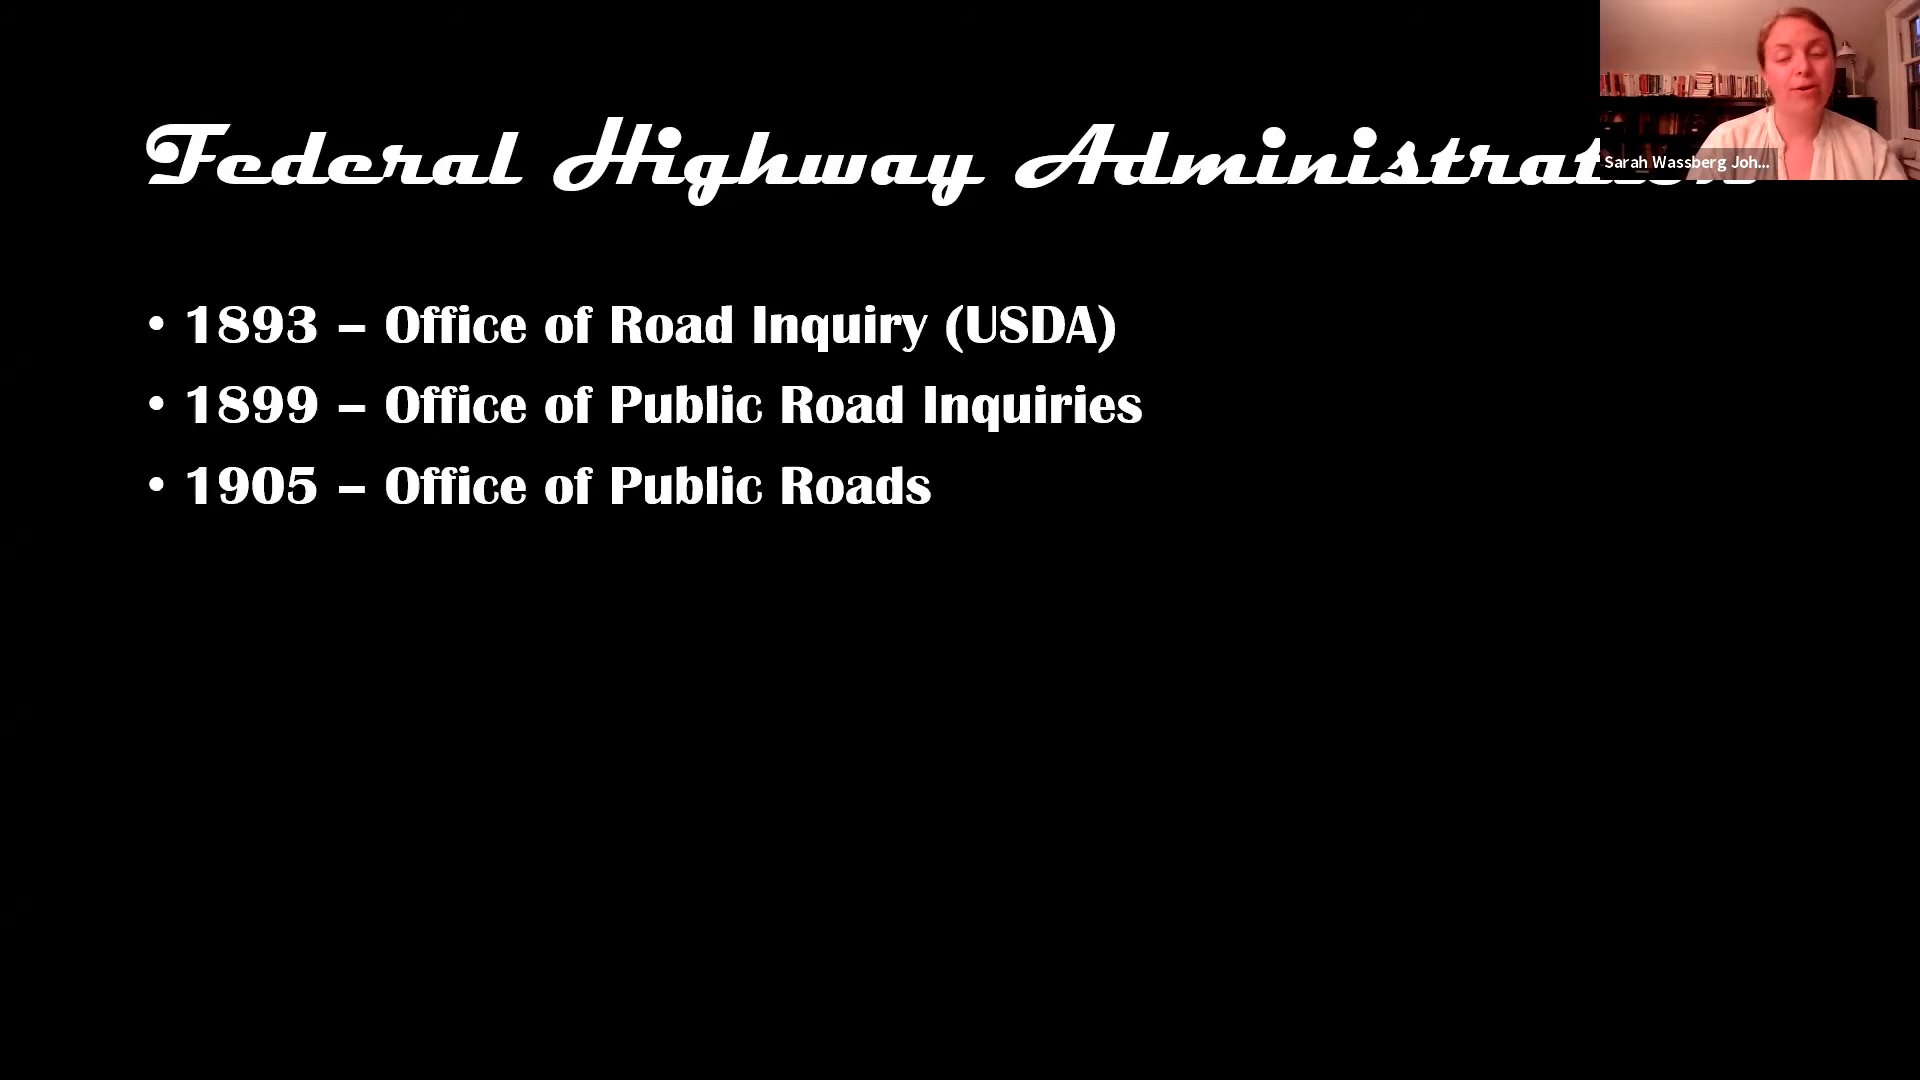 Federal Highway Administration
Sarah Wassberg Joh...
• 1893 – Office of Road Inquiry (USDA)
• 1899 – Office of Public Road Inquiries
• 1905 – Office of Public Roads